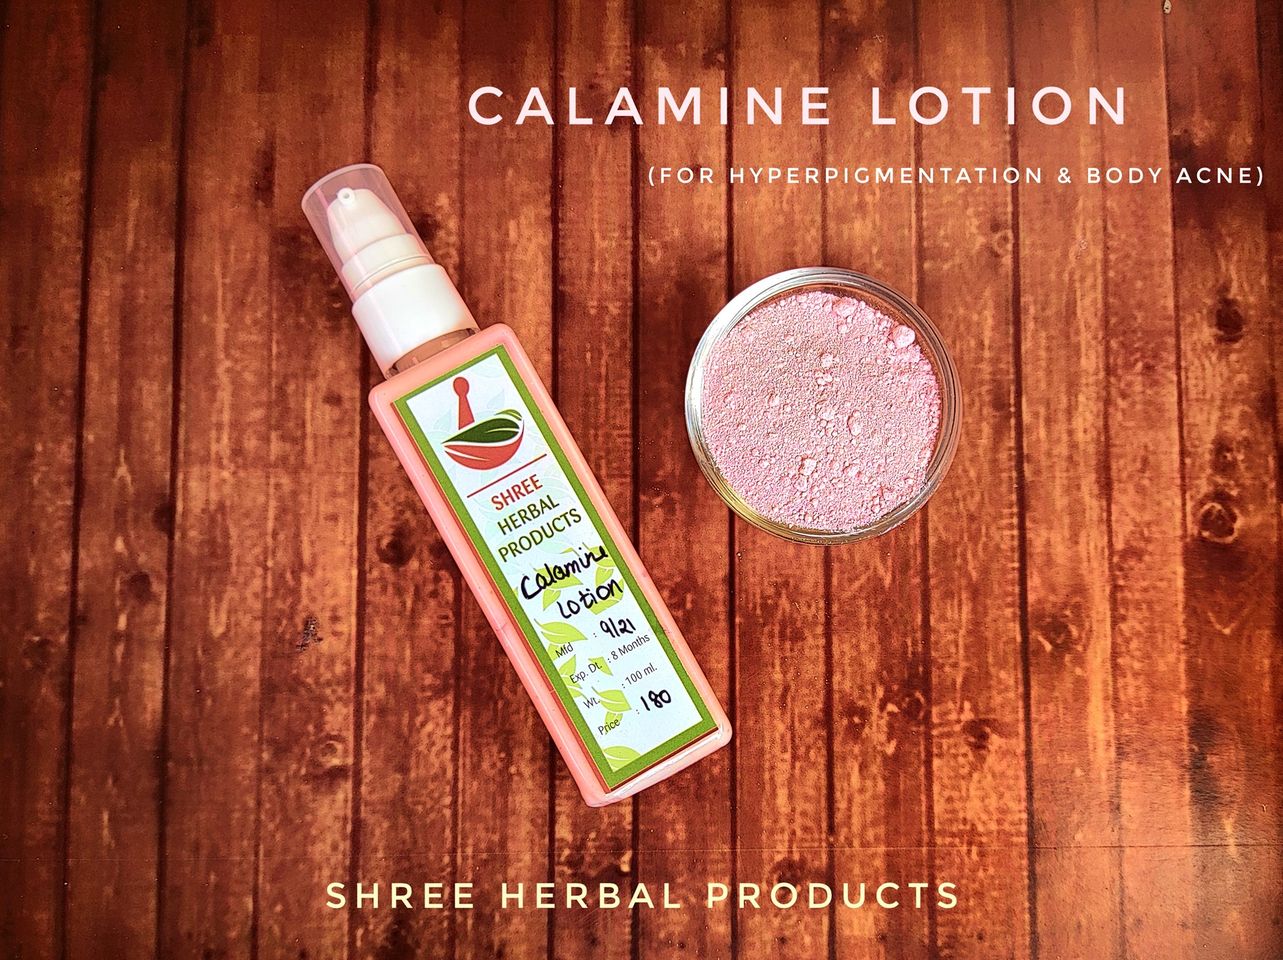 CALAMINE LOTION
(FOR HYPERPIGMENTATION & BODY ACNE)
SHREE
HERBAL
PRODUCTS
Calamine
Lotion
Mfd : 9/21
Exp. Dt. : 8 Months
Wt. : 100 ml.
Price : 180
SHREE HERBAL PRODUCTS